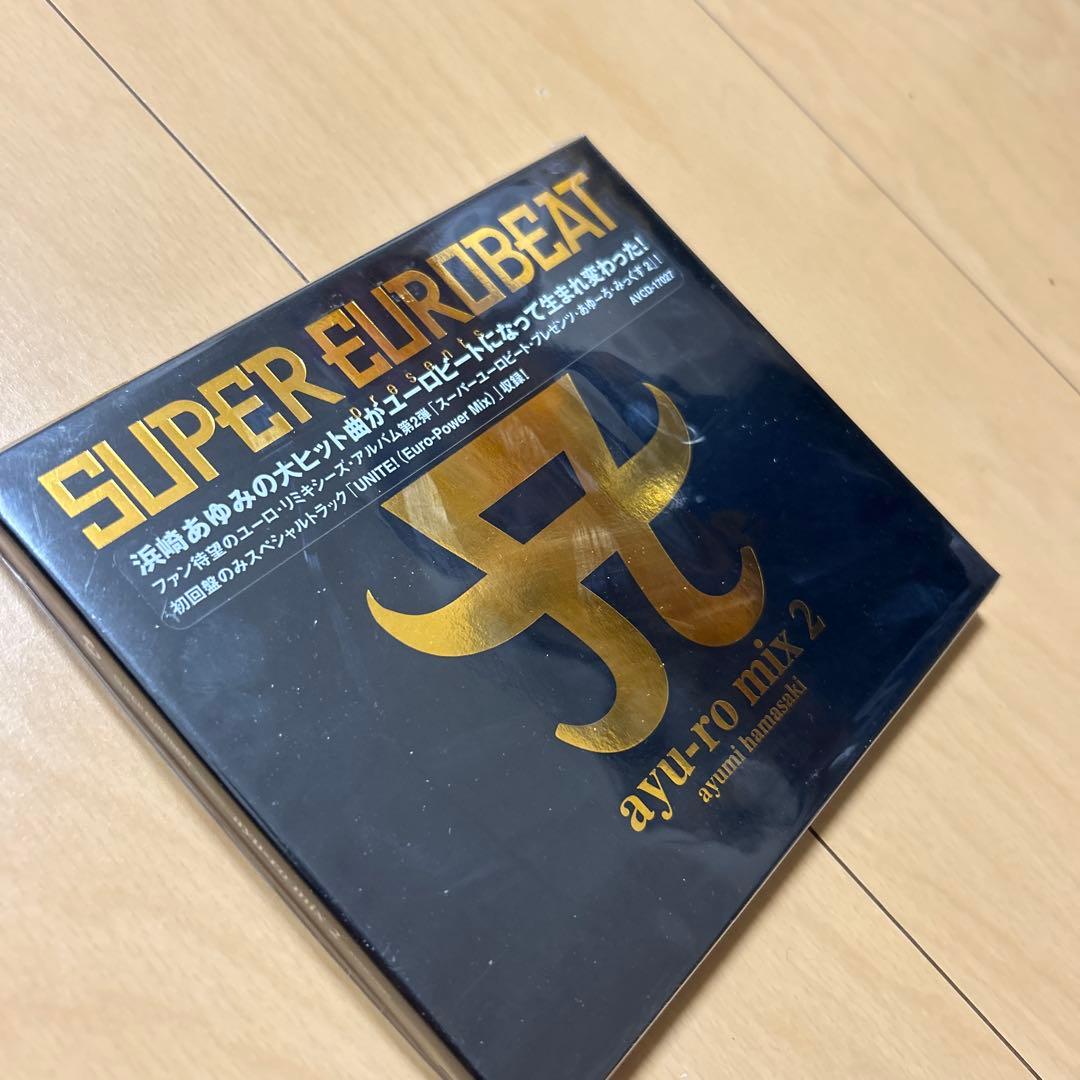 SUPER EUROBEAT
presents
浜崎あゆみの大ヒット曲がユーロビートになって生まれ変わった!
ファン待望のユーロ・リミキシーズ・アルバム第2弾「スーパーユーロビート・プレゼンツ・あゆーろ・みっくす 2」!
初回盤のみスペシャルトラック「UNITE!(Euro-Power Mix)」収録!
AVCD-17027
ayu-ro mix 2
ayumi hamasaki